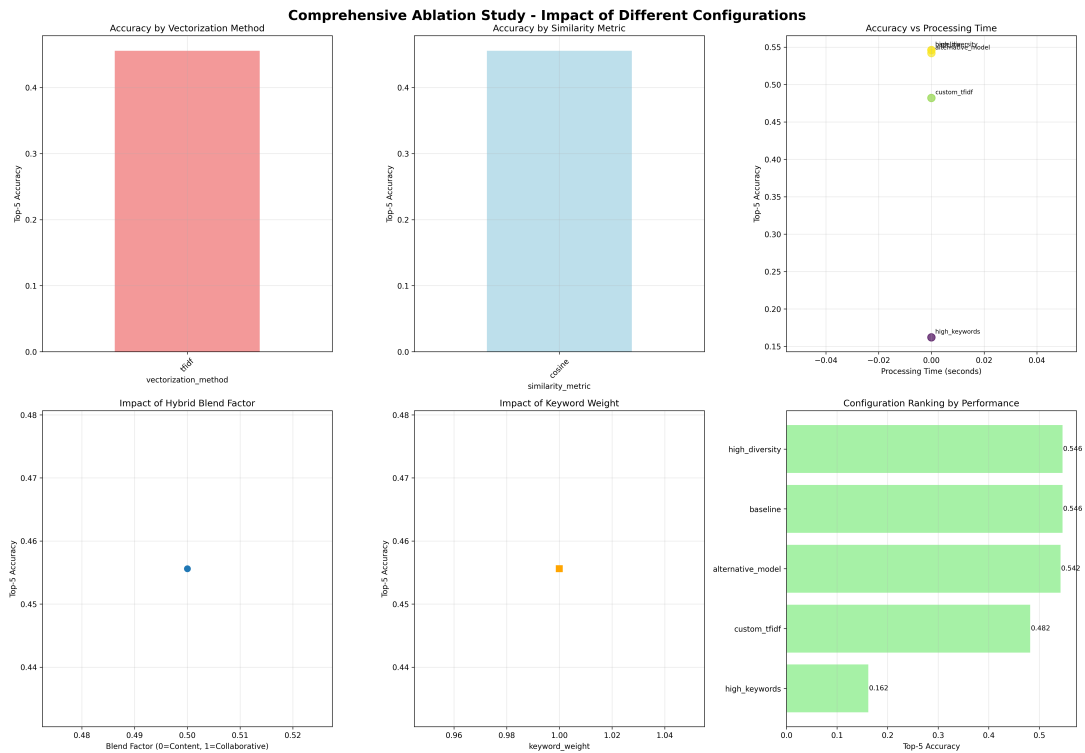 Comprehensive Ablation Study - Impact of Different Configurations
Accuracy by Vectorization Method
Top-5 Accuracy
0.4
0.3
0.2
0.1
0.0
tfidf
vectorization_method
Accuracy by Similarity Metric
Top-5 Accuracy
0.4
0.3
0.2
0.1
0.0
cosine
similarity_metric
Accuracy vs Processing Time
Top-5 Accuracy
0.55
0.50
0.45
0.40
0.35
0.30
0.25
0.20
0.15
alternative_model
custom_tfidf
high_keywords
−0.04
−0.02
0.00
0.02
0.04
Processing Time (seconds)
Impact of Hybrid Blend Factor
Top-5 Accuracy
0.48
0.47
0.46
0.45
0.44
0.48
0.49
0.50
0.51
0.52
Blend Factor (0=Content, 1=Collaborative)
Impact of Keyword Weight
Top-5 Accuracy
0.48
0.47
0.46
0.45
0.44
0.96
0.98
1.00
1.02
1.04
keyword_weight
Configuration Ranking by Performance
high_diversity
0.546
baseline
0.546
alternative_model
0.542
custom_tfidf
0.482
high_keywords
0.162
0.0
0.1
0.2
0.3
0.4
0.5
Top-5 Accuracy